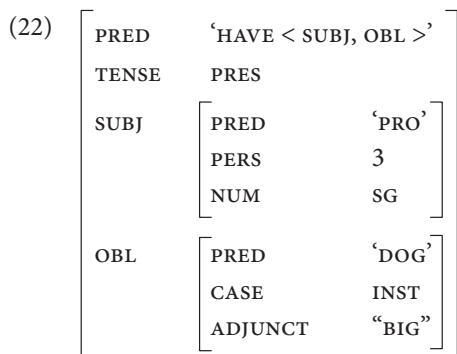 (22)
PRED ‘HAVE < SUBJ, OBL >’
TENSE PRES
SUBJ PRED ‘PRO’
PERS 3
NUM SG
OBL PRED ‘DOG’
CASE INST
ADJUNCT “BIG”